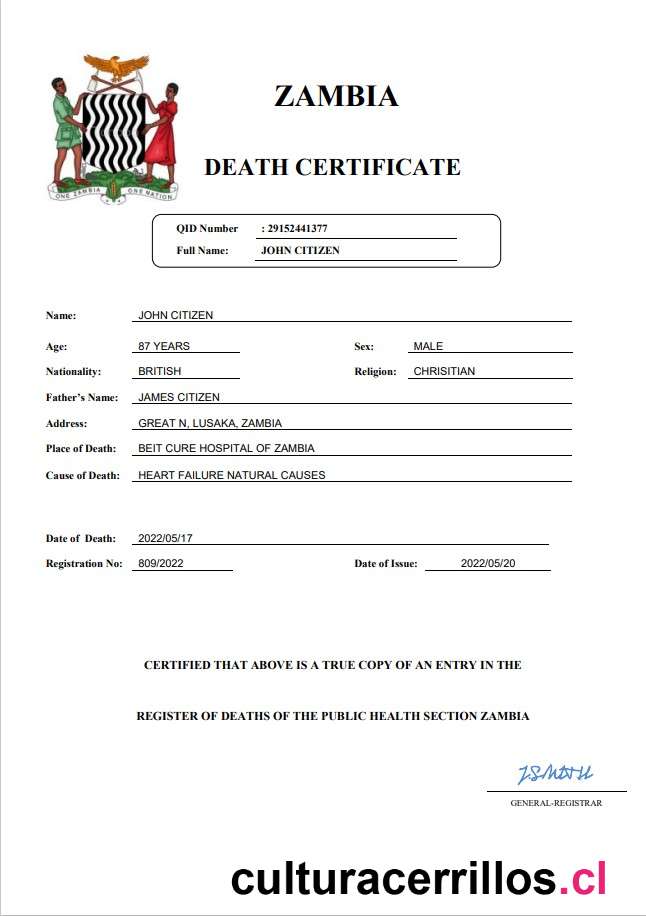 ZAMBIA
DEATH CERTIFICATE
ONE ZAMBIA ONE NATION
QID Number : 29152441377
Full Name: JOHN CITIZEN
Name: JOHN CITIZEN
Age: 87 YEARS Sex: MALE
Nationality: BRITISH Religion: CHRISITIAN
Father's Name: JAMES CITIZEN
Address: GREAT N, LUSAKA, ZAMBIA
Place of Death: BEIT CURE HOSPITAL OF ZAMBIA
Cause of Death: HEART FAILURE NATURAL CAUSES
Date of Death: 2022/05/17
Registration No: 809/2022 Date of Issue: 2022/05/20
CERTIFIED THAT ABOVE IS A TRUE COPY OF AN ENTRY IN THE
REGISTER OF DEATHS OF THE PUBLIC HEALTH SECTION ZAMBIA
GENERAL-REGISTRAR
culturacerrillos.cl